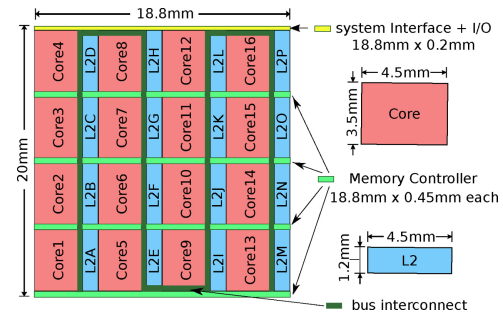 18.8mm
system Interface + I/O
18.8mm x 0.2mm
20mm
Core4
L2D
Core8
L2H
Core12
L2L
Core16
L2P
Core3
L2C
Core7
L2G
Core11
L2K
Core15
L2O
Core2
L2B
Core6
L2F
Core10
L2J
Core14
L2N
Core1
L2A
Core5
L2E
Core9
L2I
Core13
L2M
4.5mm
3.5mm
Core
Memory Controller
18.8mm x 0.45mm each
4.5mm
1.2mm
L2
bus interconnect